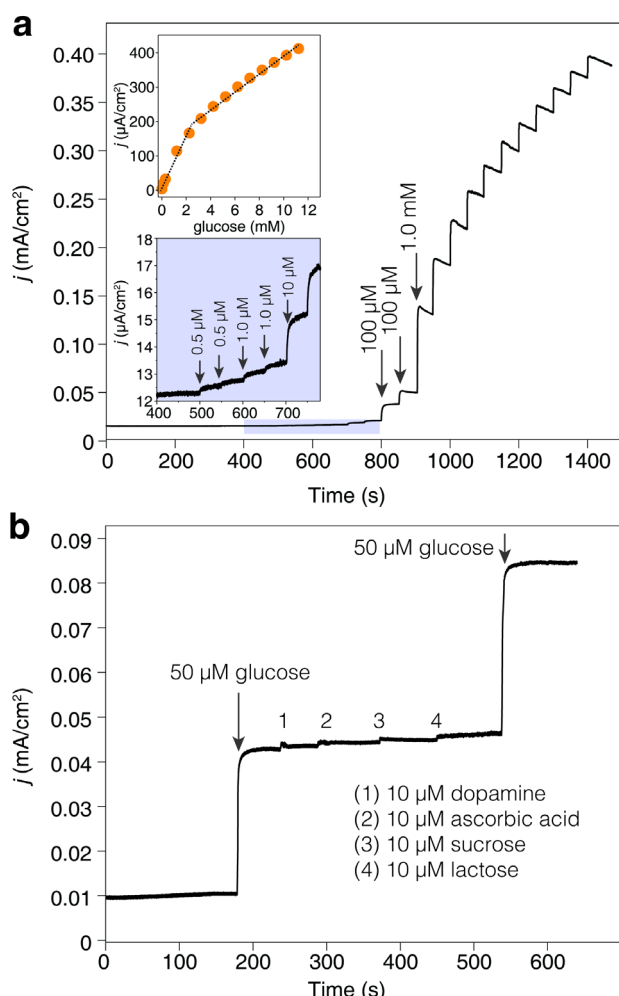 a
0.40
0.30
0.20
0.15
0.10
0.05
0
j (mA/cm²)
0 200 400 600 800 1000 1200 1400
Time (s)
400
300
200
100
0
j (µA/cm²)
0 2 4 6 8 10 12
glucose (mM)
18
17
16
15
14
13
12
j (µA/cm²)
400 500 600 700
0.5 µM
0.5 µM
1.0 µM
1.0 µM
10 µM
100 µM
100 µM
1.0 mM
b
0.09
0.08
0.07
0.06
0.05
0.04
0.03
0.02
0.01
0
j (mA/cm²)
50 µM glucose
50 µM glucose
1 2 3 4
(1) 10 µM dopamine
(2) 10 µM ascorbic acid
(3) 10 µM sucrose
(4) 10 µM lactose
0 100 200 300 400 500 600
Time (s)